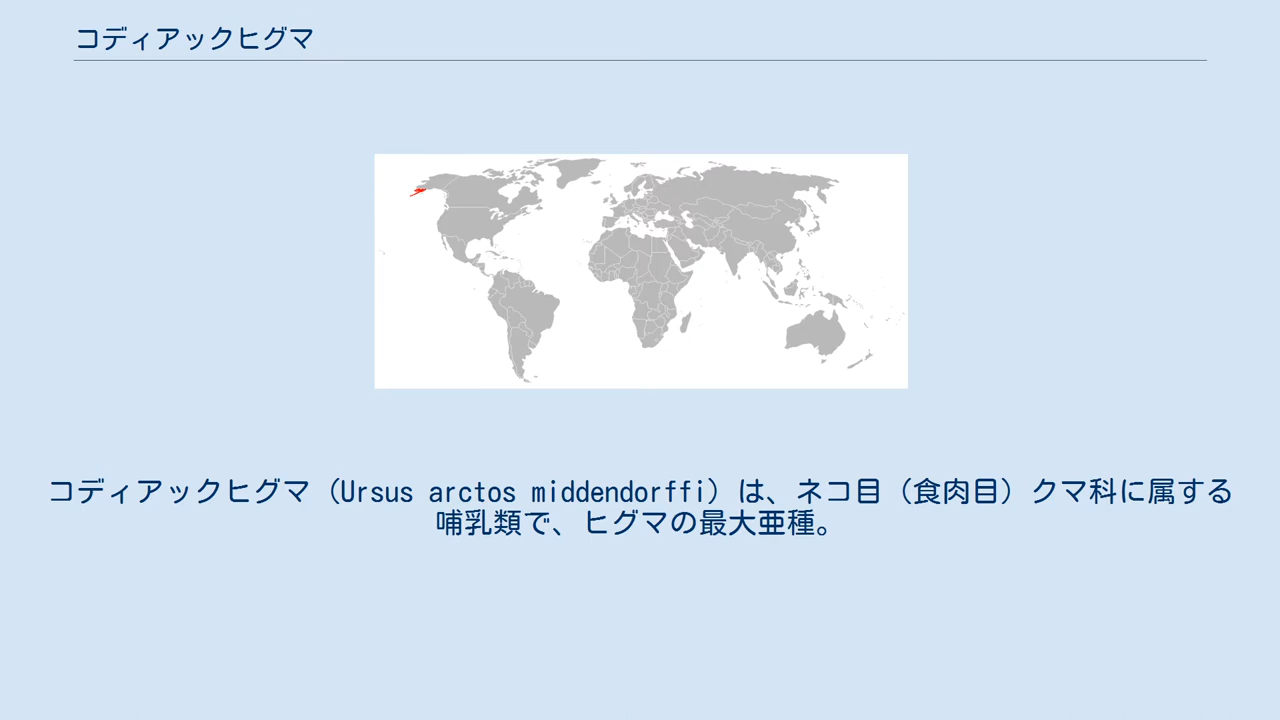 コディアックヒグマ
コディアックヒグマ（Ursus arctos middendorffi）は、ネコ目（食肉目）クマ科に属する
哺乳類で、ヒグマの最大亜種。